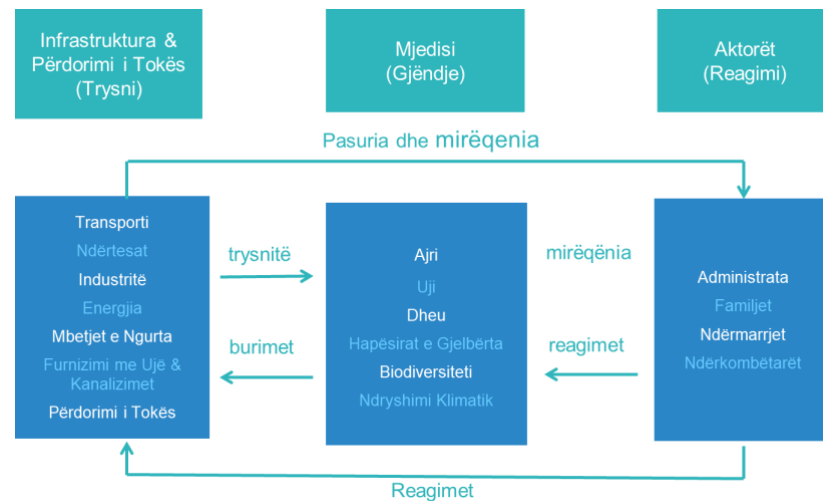 Infrastruktura &
Përdorimi i Tokës
(Trysni)
Mjedisi
(Gjëndje)
Aktorët
(Reagimi)
Pasuria dhe mirëqenia
Transporti
Ndërtesat
Industritë
Energjia
Mbetjet e Ngurta
Furnizimi me Ujë &
Kanalizimet
Përdorimi i Tokës
trysnitë
burimet
Ajri
Uji
Dheu
Hapësirat e Gjelbërta
Biodiversiteti
Ndryshimi Klimatik
mirëqënia
reagimet
Administrata
Familjet
Ndërmarrjet
Ndërkombëtarët
Reagimet